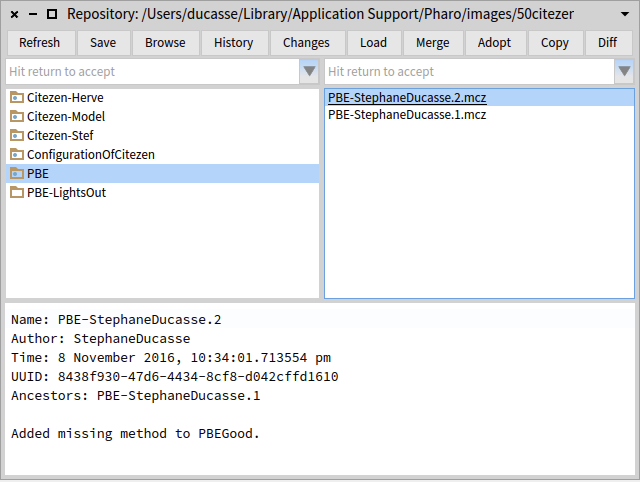 Repository: /Users/ducasse/Library/Application Support/Pharo/images/50citezer
Refresh Save Browse History Changes Load Merge Adopt Copy Diff
Hit return to accept Hit return to accept
Citezen-Herve
Citezen-Model
Citezen-Stef
ConfigurationOfCitezen
PBE
PBE-LightsOut
PBE-StephaneDucasse.2.mcz
PBE-StephaneDucasse.1.mcz
Name: PBE-StephaneDucasse.2
Author: StephaneDucasse
Time: 8 November 2016, 10:34:01.713554 pm
UUID: 8438f930-47d6-4434-8cf8-d042cffd1610
Ancestors: PBE-StephaneDucasse.1
Added missing method to PBEGood.